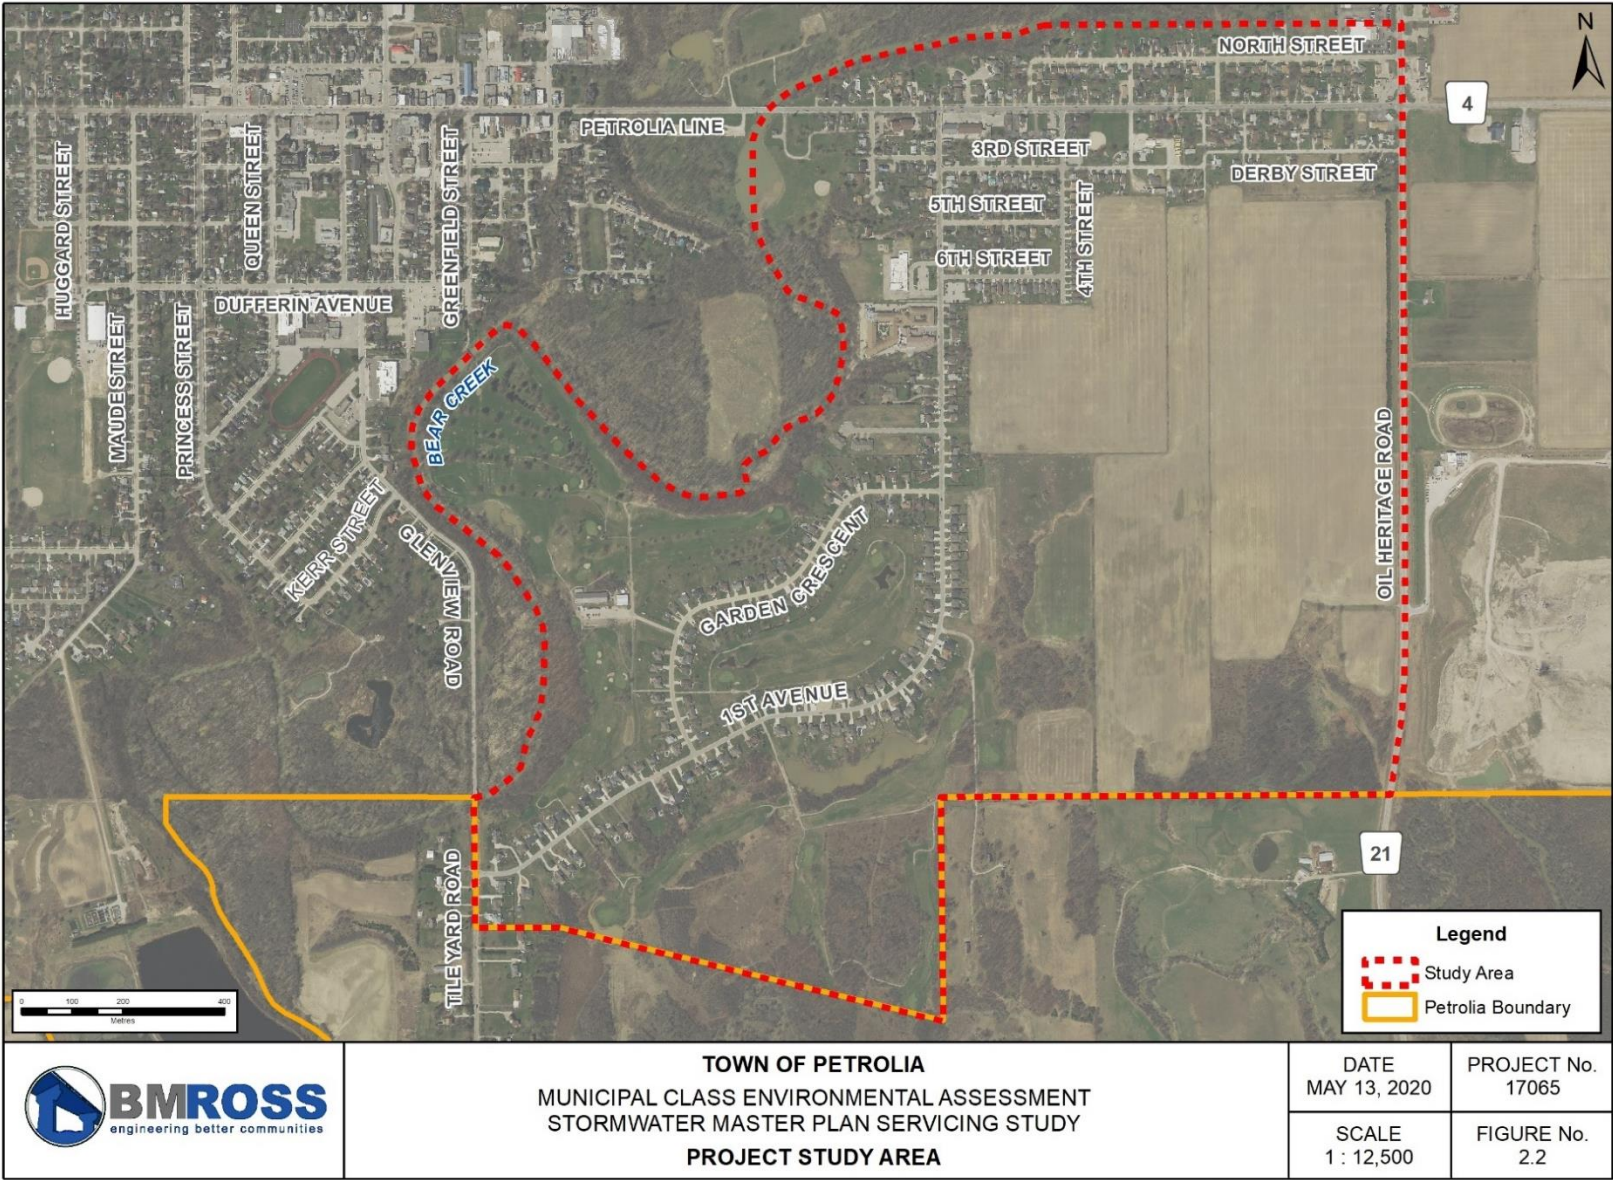 N
NORTH STREET
4
PETROLIA LINE
3RD STREET
DERBY STREET
HUGGARD STREET
QUEEN STREET
GREENFIELD STREET
5TH STREET
4TH STREET
6TH STREET
DUFFERIN AVENUE
MAUDE STREET
PRINCESS STREET
BEAR CREEK
OIL HERITAGE ROAD
KERR STREET
GLENVIEW ROAD
GARDEN CRESCENT
1ST AVENUE
21
TILE YARD ROAD
Legend
Study Area
Petrolia Boundary
0 100 200 400
Metres
BMROSS
engineering better communities
TOWN OF PETROLIA
MUNICIPAL CLASS ENVIRONMENTAL ASSESSMENT
STORMWATER MASTER PLAN SERVICING STUDY
PROJECT STUDY AREA
DATE
MAY 13, 2020
PROJECT No.
17065
SCALE
1 : 12,500
FIGURE No.
2.2